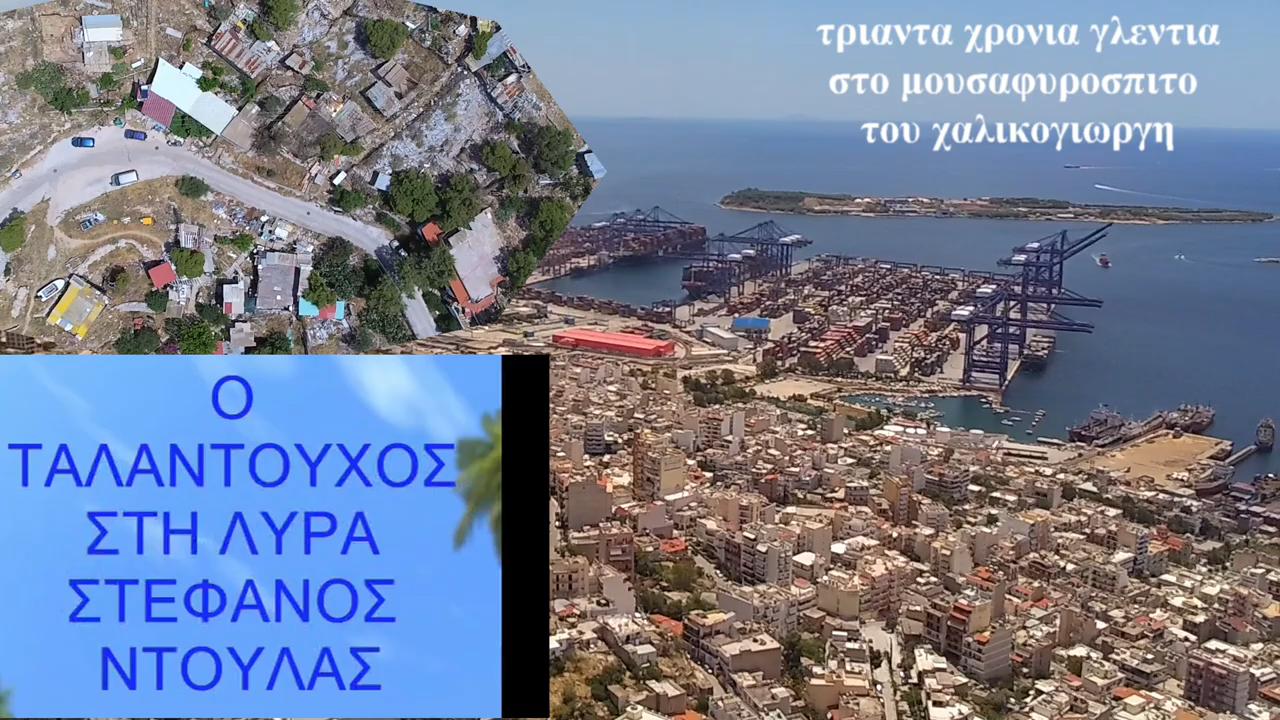 τριαντα χρονια γλεντια
στο μουσαφυροσπιτο
του χαλικογιωργη
Ο
ΤΑΛΑΝΤΟΥΧΟΣ
ΣΤΗ ΛΥΡΑ
ΣΤΕΦΑΝΟΣ
ΝΤΟΥΛΑΣ